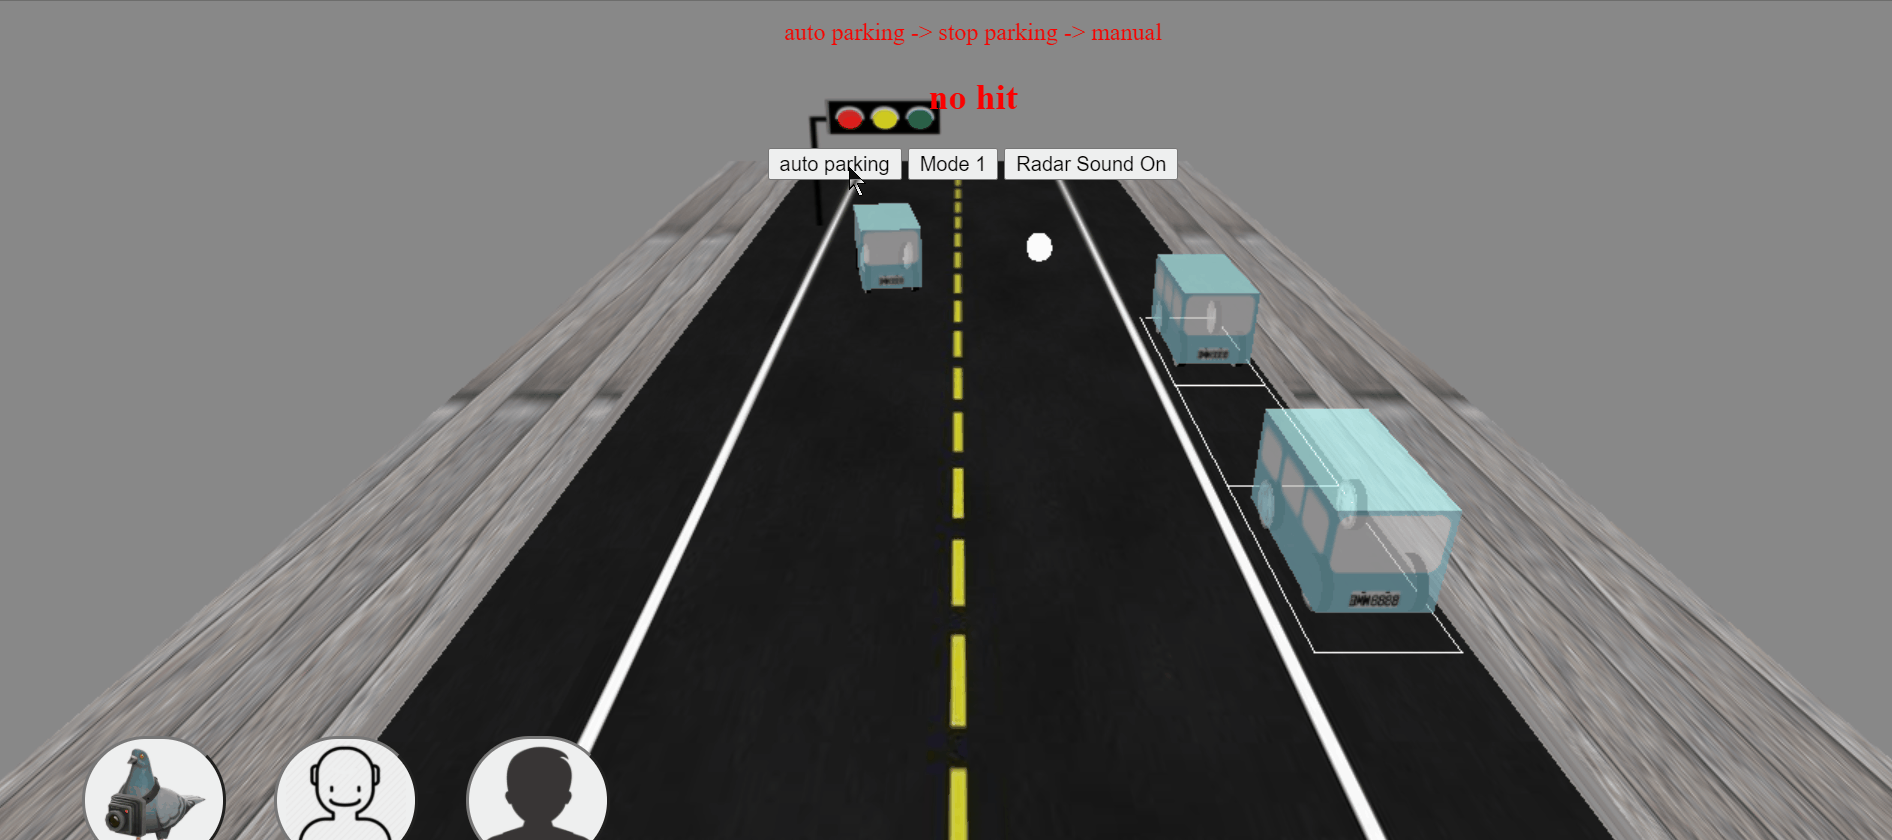 auto parking -> stop parking -> manual
no hit
auto parking Mode 1 Radar Sound On